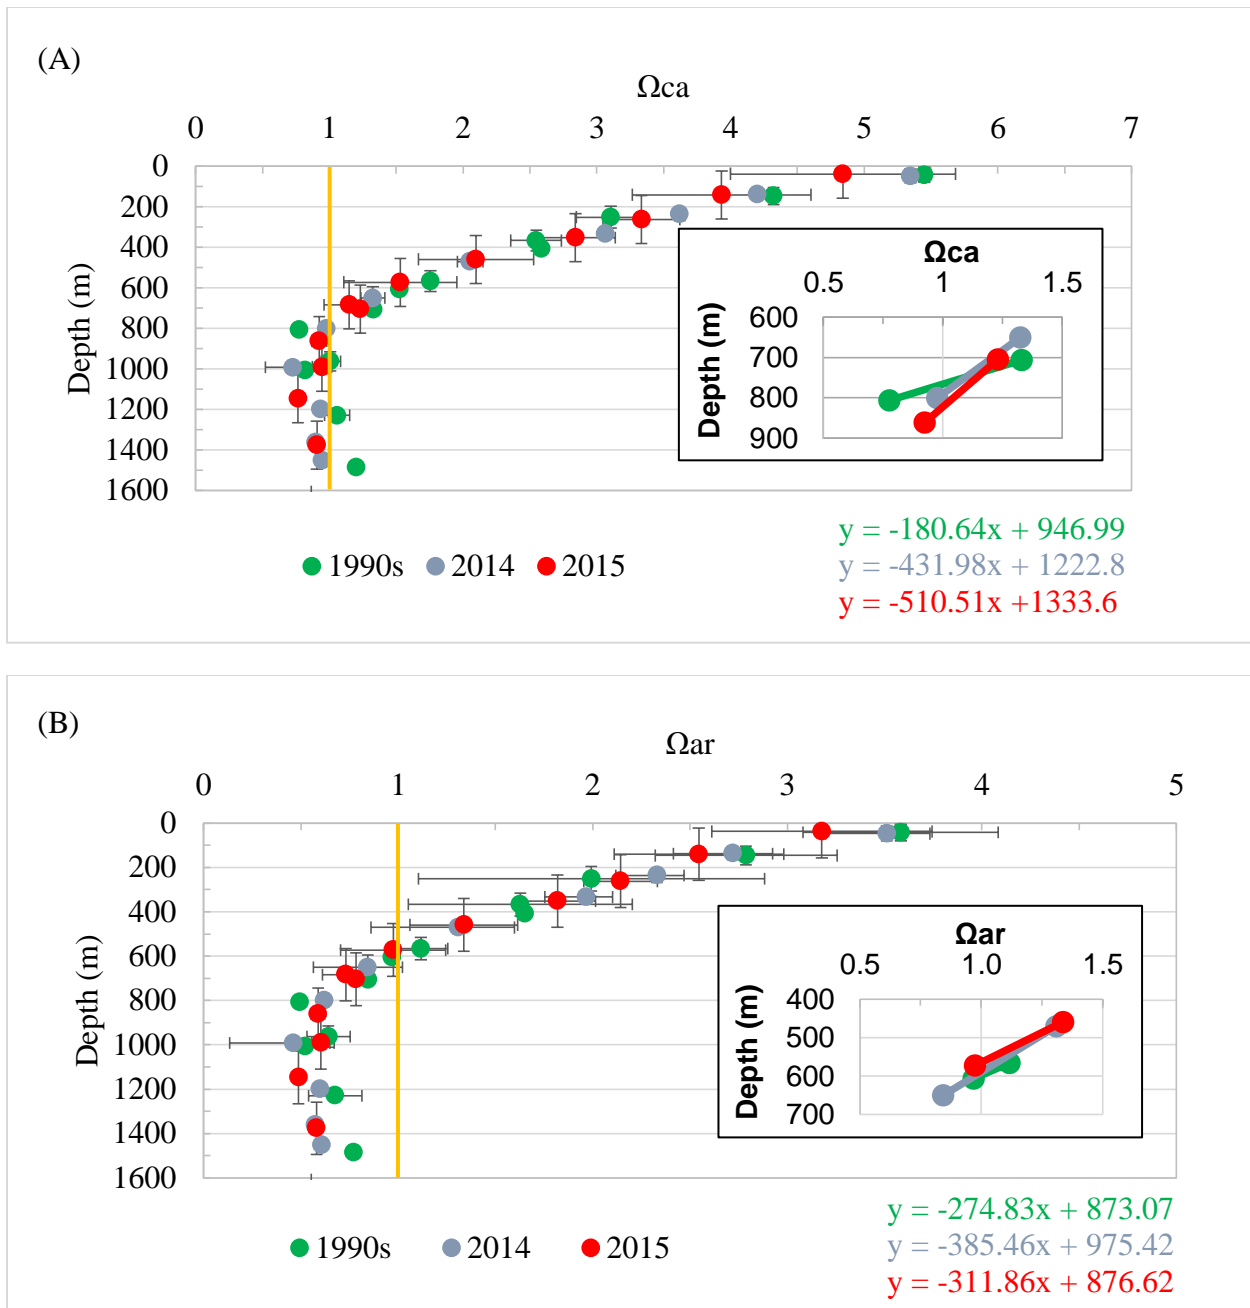 (A)
Ωca
0 1 2 3 4 5 6 7
0
200
400
600
800
1000
1200
1400
1600
Depth (m)
Ωca
0.5 1 1.5
600
700
800
900
Depth (m)
1990s 2014 2015
y = -180.64x + 946.99
y = -431.98x + 1222.8
y = -510.51x +1333.6
(B)
Ωar
0 1 2 3 4 5
0
200
400
600
800
1000
1200
1400
1600
Depth (m)
Ωar
0.5 1.0 1.5
400
500
600
700
Depth (m)
1990s 2014 2015
y = -274.83x + 873.07
y = -385.46x + 975.42
y = -311.86x + 876.62